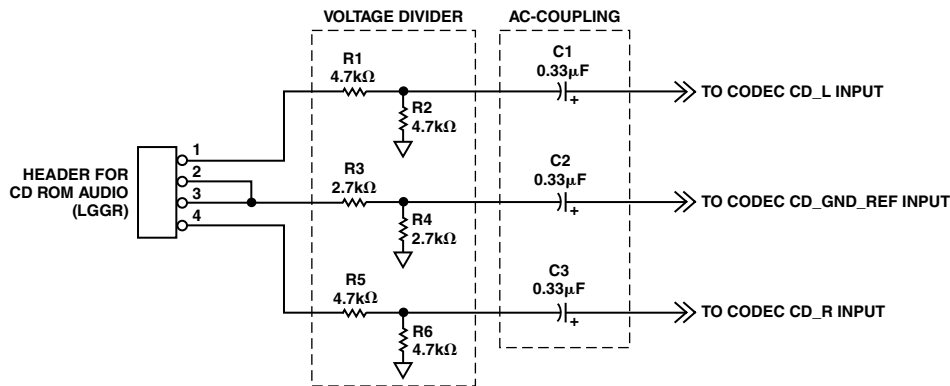 VOLTAGE DIVIDER
AC-COUPLING
R1
4.7kΩ
C1
0.33μF
TO CODEC CD_L INPUT
R2
4.7kΩ
HEADER FOR
CD ROM AUDIO
(LGGR)
1
2
3
4
R3
2.7kΩ
C2
0.33μF
+
TO CODEC CD_GND_REF INPUT
R4
2.7kΩ
R5
4.7kΩ
C3
0.33μF
+
TO CODEC CD_R INPUT
R6
4.7kΩ
+